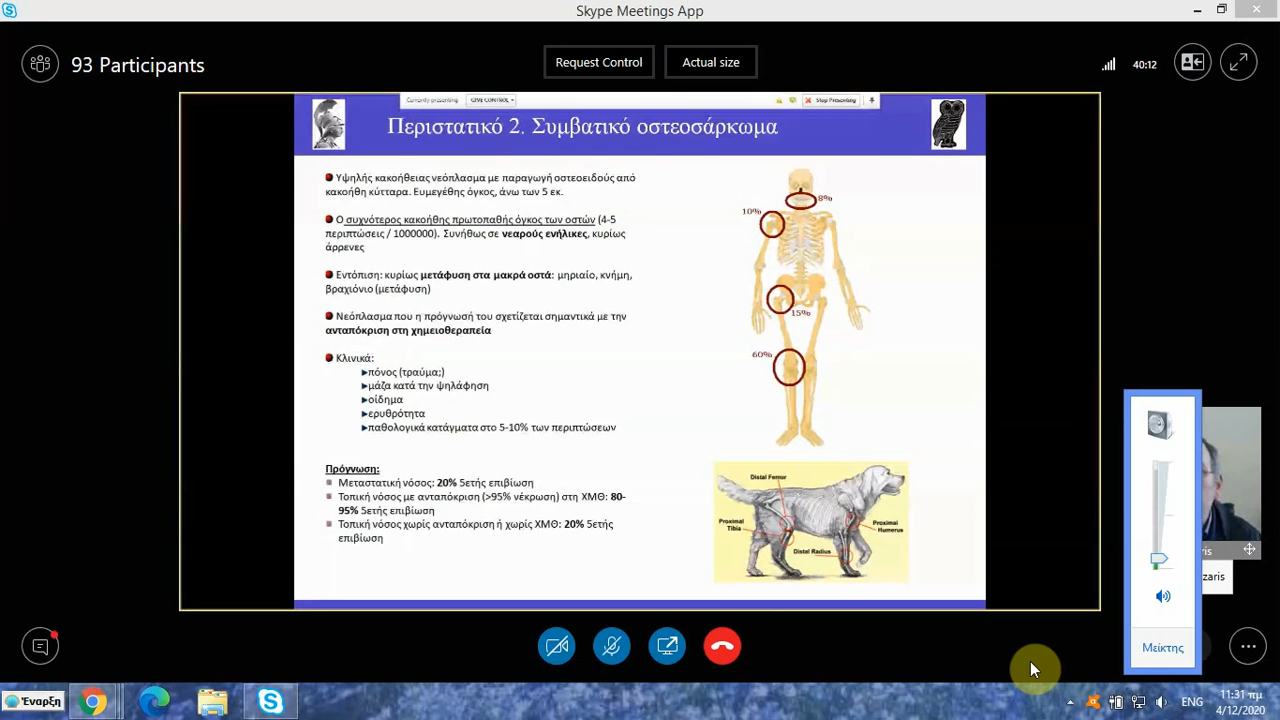 Skype Meetings App
93 Participants
Request Control
Actual size
40:12
Currently presenting
GIVE CONTROL
Stop Presenting
Περιστατικό 2. Συμβατικό οστεοσάρκωμα
Υψηλής κακοήθειας νεόπλασμα με παραγωγή οστεοειδούς από
κακοήθη κύτταρα. Ευμεγέθης όγκος, άνω των 5 εκ.
Ο συχνότερος κακοήθης πρωτοπαθής όγκος των οστών (4-5
περιπτώσεις / 1000000). Συνήθως σε νεαρούς ενήλικες, κυρίως
άρρενες
Εντόπιση: κυρίως μετάφυση στα μακρά οστά: μηριαίο, κνήμη,
βραχιόνιο (μετάφυση)
Νεόπλασμα που η πρόγνωσή του σχετίζεται σημαντικά με την
ανταπόκριση στη χημειοθεραπεία
Κλινικά:
πόνος (τραύμα;)
μάζα κατά την ψηλάφηση
οίδημα
ερυθρότητα
παθολογικά κατάγματα στο 5-10% των περιπτώσεων
Πρόγνωση:
Μεταστατική νόσος: 20% 5ετής επιβίωση
Τοπική νόσος με ανταπόκριση (>95% νέκρωση) στη ΧΜΘ: 80-
95% 5ετής επιβίωση
Τοπική νόσος χωρίς ανταπόκριση ή χωρίς ΧΜΘ: 20% 5ετής
επιβίωση
8%
10%
15%
60%
Distal Femur
Proximal
Tibia
Proximal
Humerus
Distal Radius
ris
zaris
Μείκτης
Έναρξη
ENG
11:31 πμ
4/12/2020